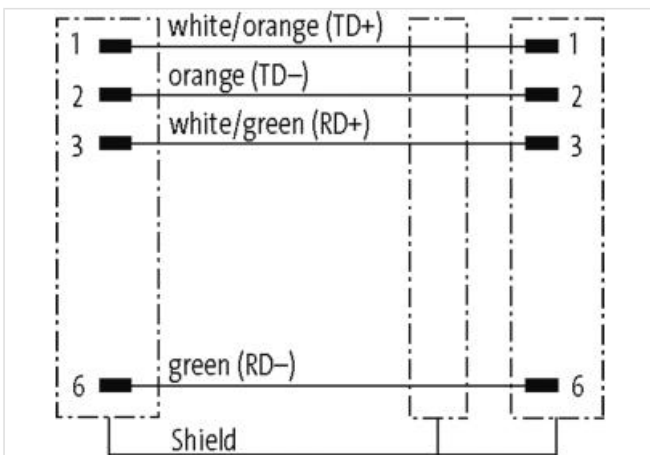 1 white/orange (TD+) 1
2 orange (TD–) 2
3 white/green (RD+) 3
6 green (RD–) 6
Shield